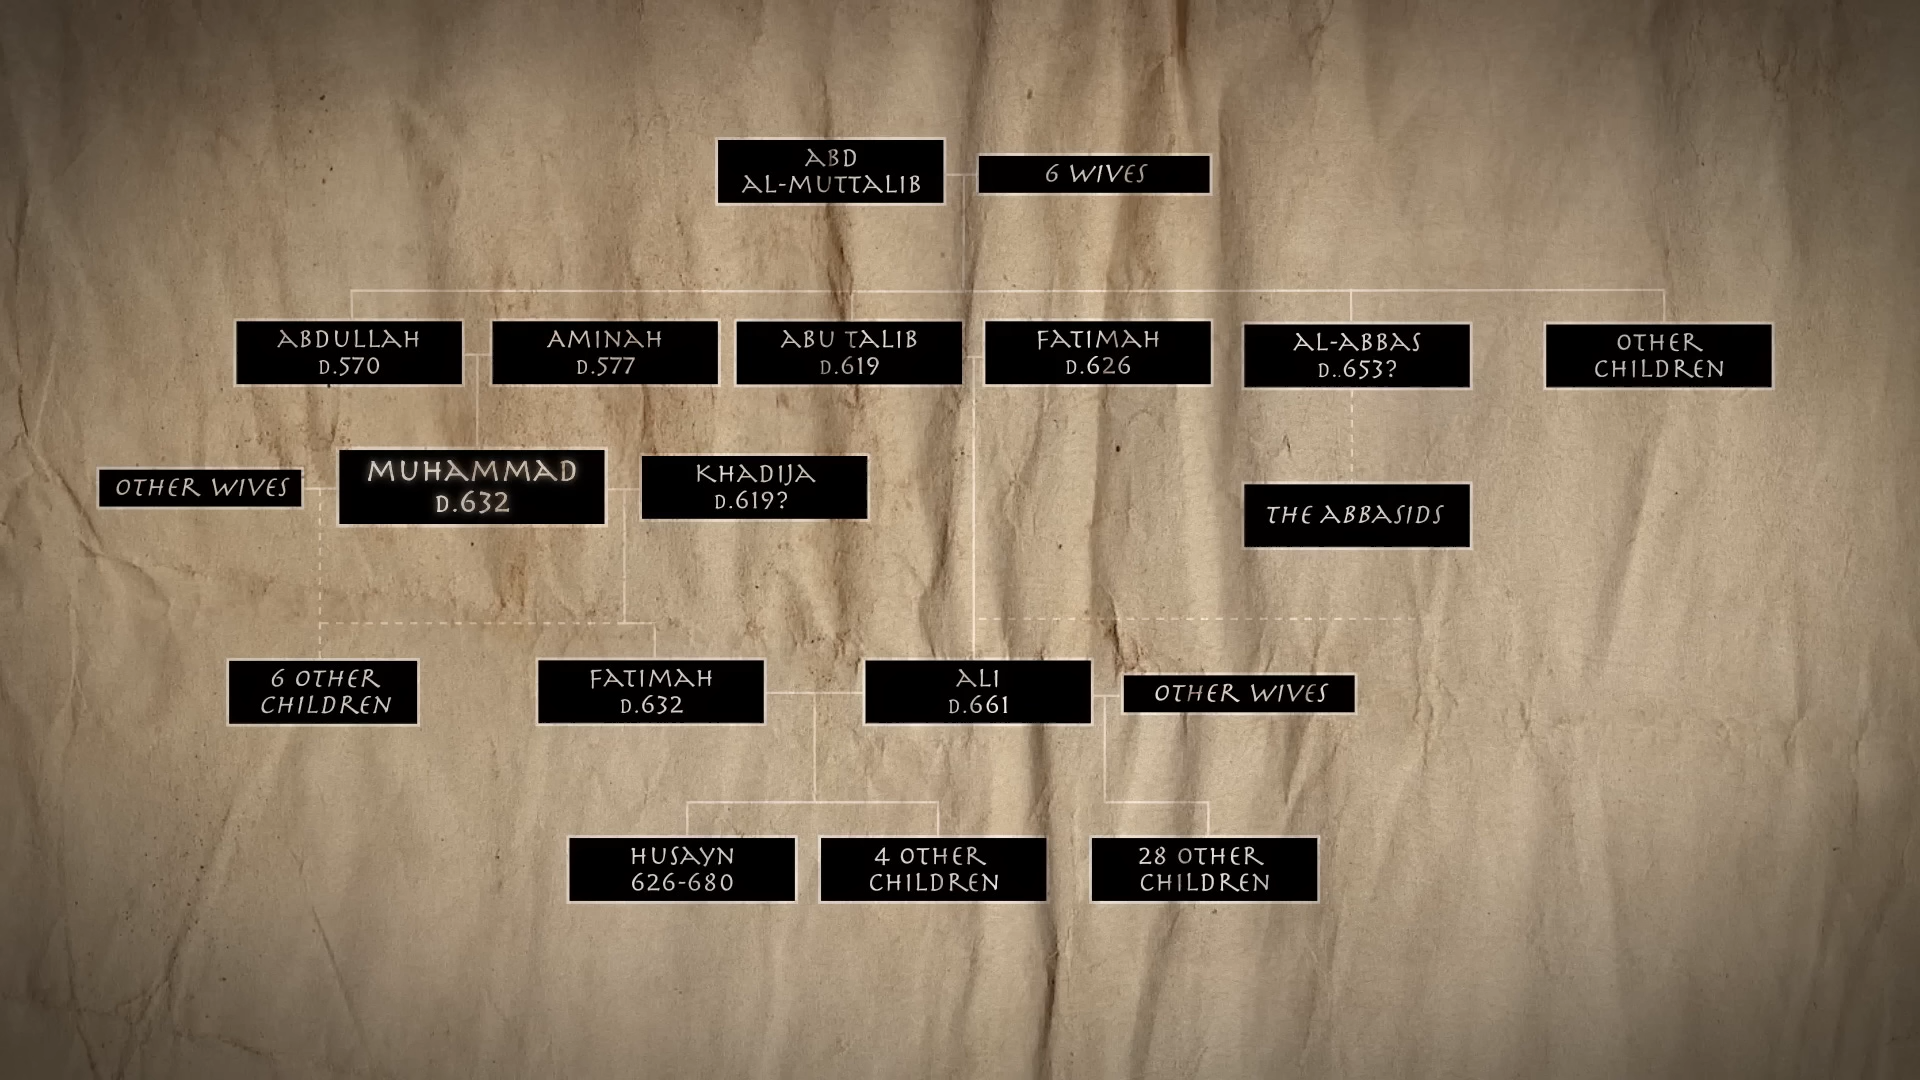 ABD
AL-MUTTALIB
6 WIVES
ABDULLAH
D.570
AMINAH
D.577
ABU TALIB
D.619
FATIMAH
D.626
AL-ABBAS
D..653?
OTHER
CHILDREN
OTHER WIVES
MUHAMMAD
D.632
KHADIJA
D.619?
THE ABBASIDS
6 OTHER
CHILDREN
FATIMAH
D.632
ALI
D.661
OTHER WIVES
HUSAYN
626-680
4 OTHER
CHILDREN
28 OTHER
CHILDREN